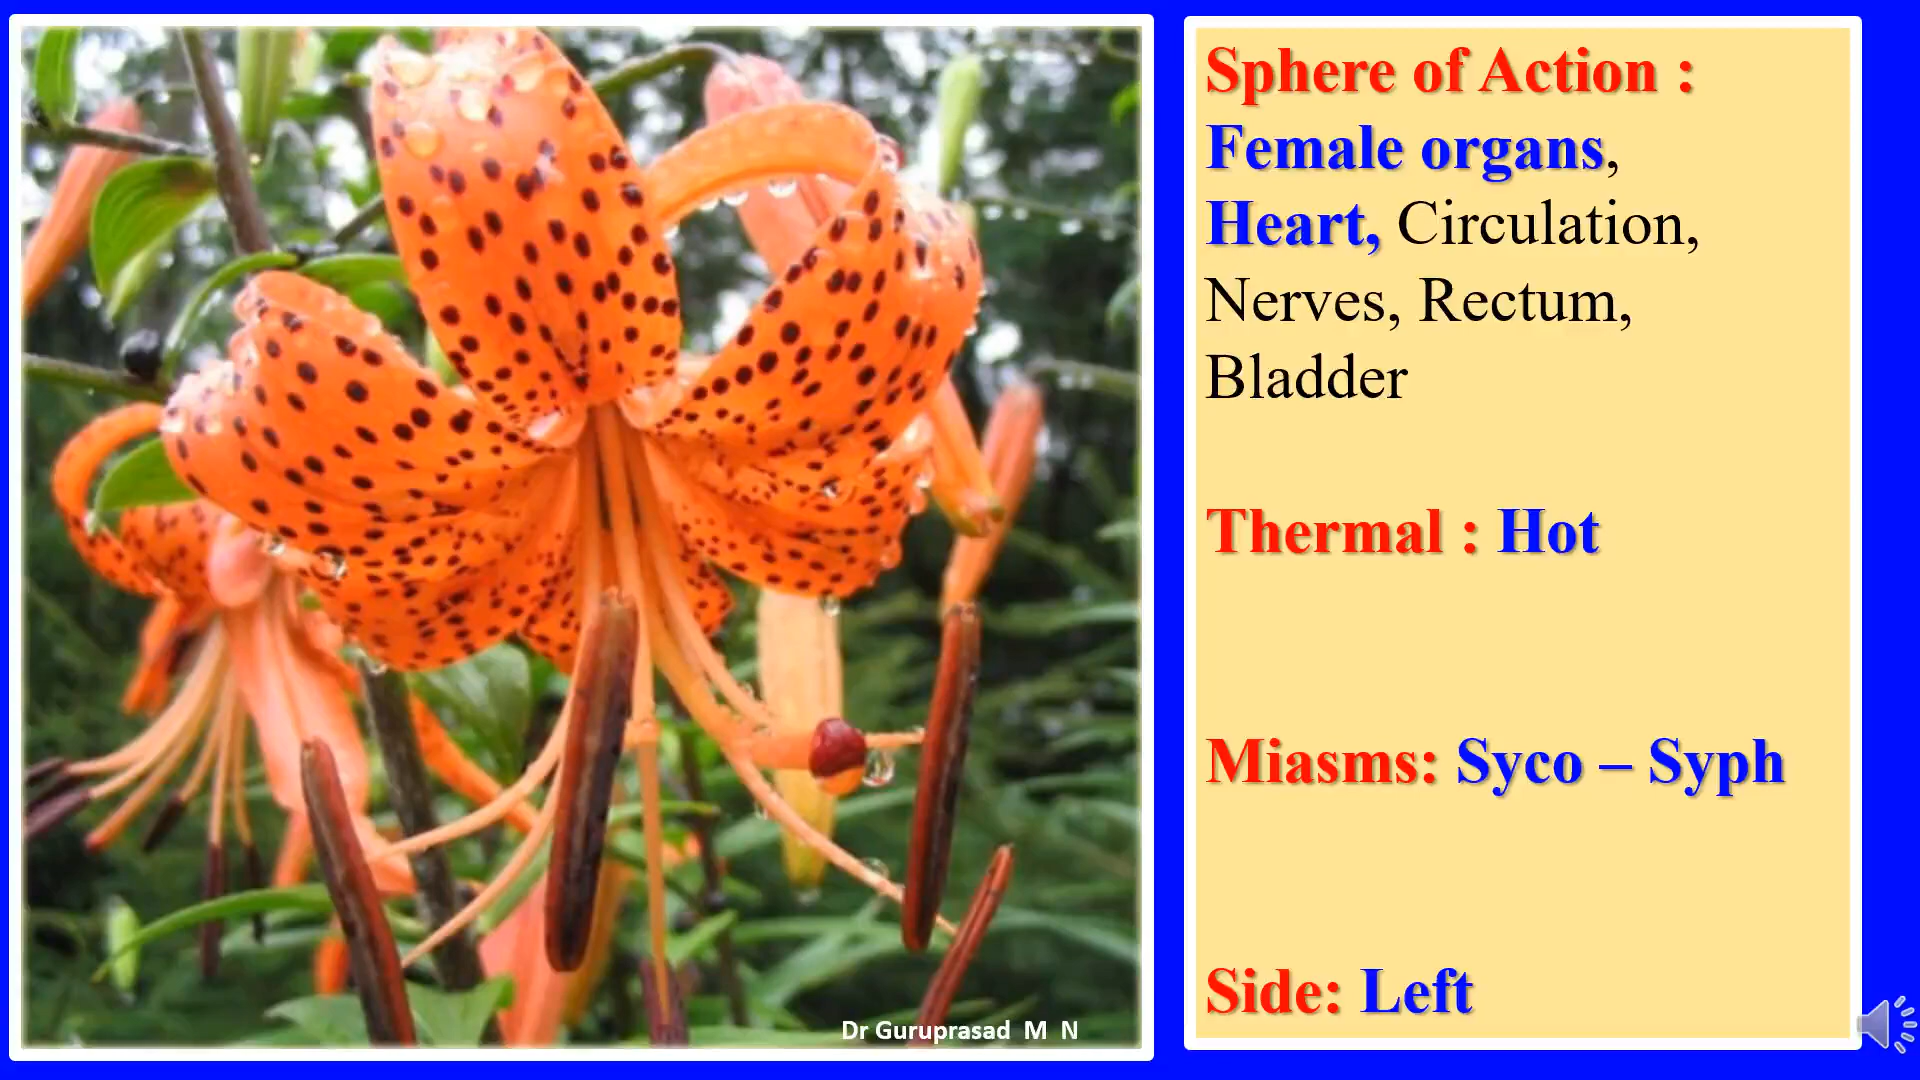 Sphere of Action :
Female organs,
Heart, Circulation,
Nerves, Rectum,
Bladder
Thermal : Hot
Miasms: Syco – Syph
Side: Left
Dr Guruprasad M N